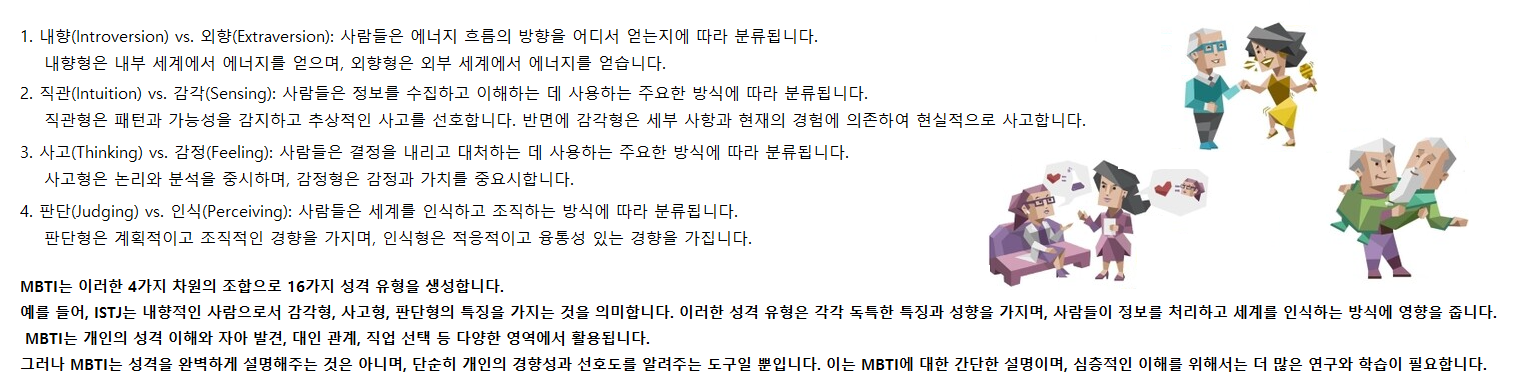 1. 내향(Introversion) vs. 외향(Extraversion): 사람들은 에너지 흐름의 방향을 어디서 얻는지에 따라 분류됩니다.
내향형은 내부 세계에서 에너지를 얻으며, 외향형은 외부 세계에서 에너지를 얻습니다.
2. 직관(Intuition) vs. 감각(Sensing): 사람들은 정보를 수집하고 이해하는 데 사용하는 주요한 방식에 따라 분류됩니다.
직관형은 패턴과 가능성을 감지하고 추상적인 사고를 선호합니다. 반면에 감각형은 세부 사항과 현재의 경험에 의존하여 현실적으로 사고합니다.
3. 사고(Thinking) vs. 감정(Feeling): 사람들은 결정을 내리고 대처하는 데 사용하는 주요한 방식에 따라 분류됩니다.
사고형은 논리와 분석을 중시하며, 감정형은 감정과 가치를 중요시합니다.
4. 판단(Judging) vs. 인식(Perceiving): 사람들은 세계를 인식하고 조직하는 방식에 따라 분류됩니다.
판단형은 계획적이고 조직적인 경향을 가지며, 인식형은 적응적이고 융통성 있는 경향을 가집니다.
MBTI는 이러한 4가지 차원의 조합으로 16가지 성격 유형을 생성합니다.
예를 들어, ISTJ는 내향적인 사람으로서 감각형, 사고형, 판단형의 특징을 가지는 것을 의미합니다. 이러한 성격 유형은 각각 독특한 특징과 성향을 가지며, 사람들이 정보를 처리하고 세계를 인식하는 방식에 영향을 줍니다.
MBTI는 개인의 성격 이해와 자아 발견, 대인 관계, 직업 선택 등 다양한 영역에서 활용됩니다.
그러나 MBTI는 성격을 완벽하게 설명해주는 것은 아니며, 단순히 개인의 경향성과 선호도를 알려주는 도구일 뿐입니다. 이는 MBTI에 대한 간단한 설명이며, 심층적인 이해를 위해서는 더 많은 연구와 학습이 필요합니다.